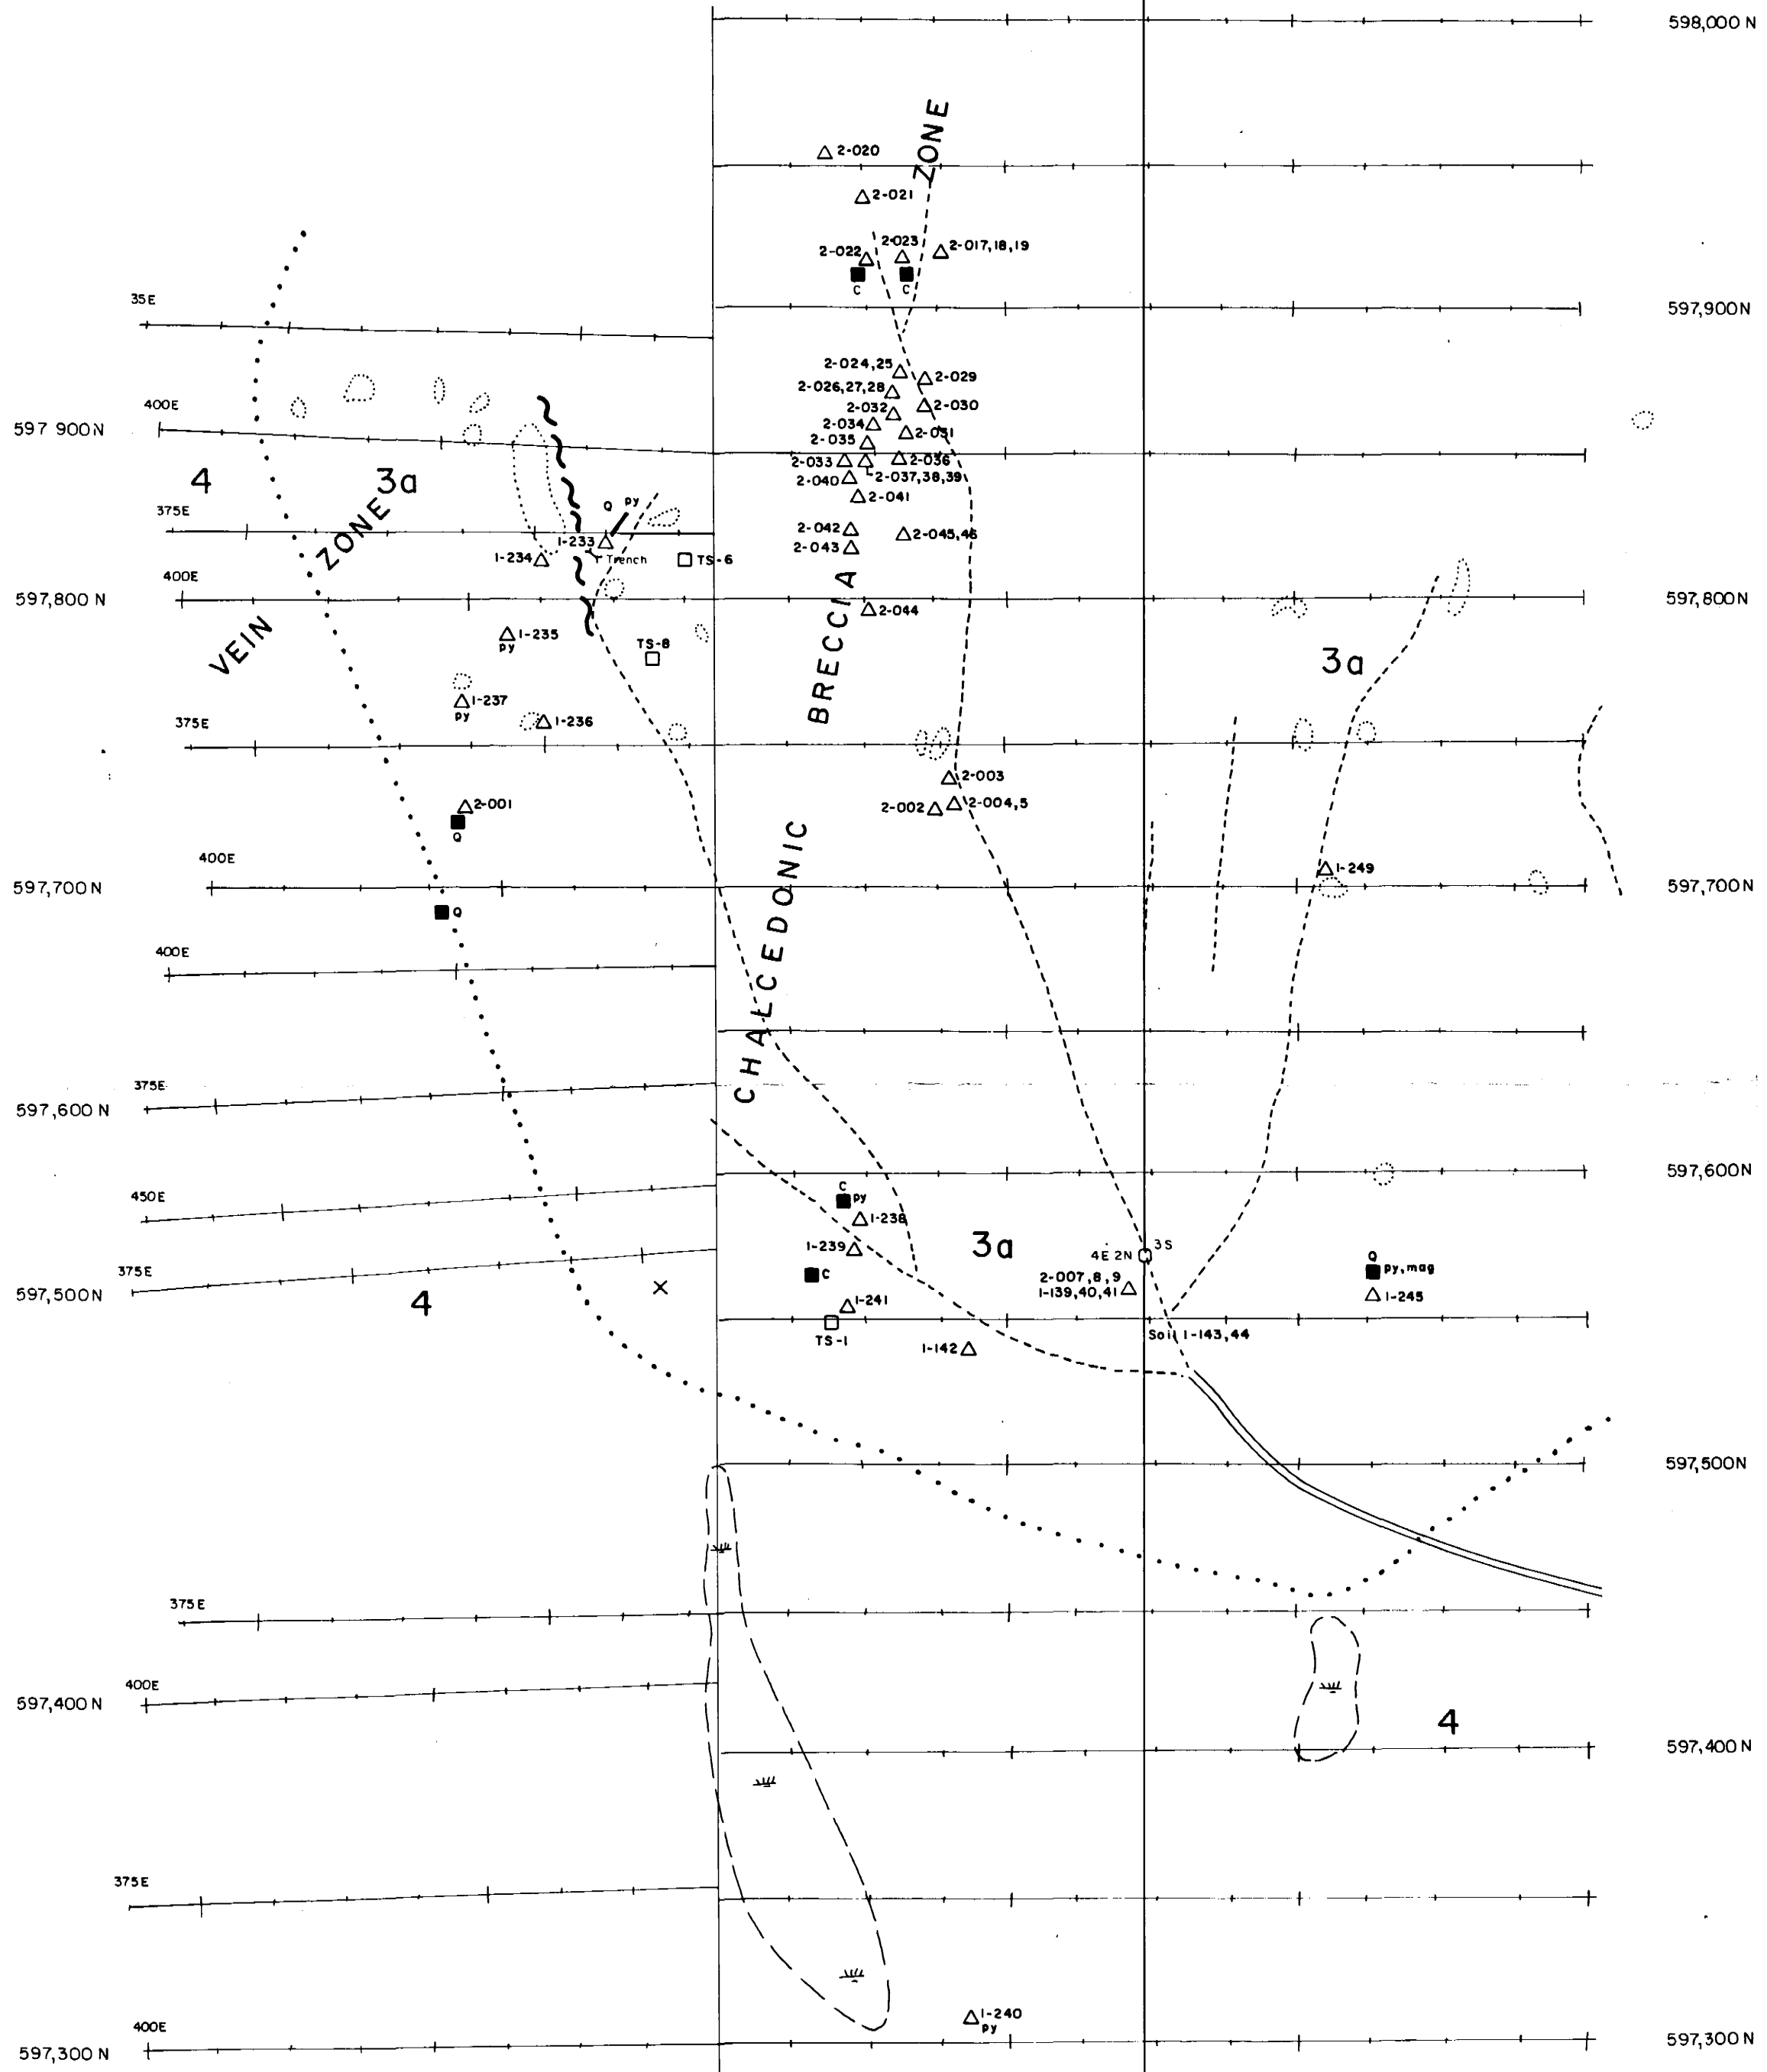 598,000 N
ZONE
2-020
2-021
2-022
2-023
2-017,18,19
C
C
35E
597,900 N
2-024,25
2-029
2-026,27,28
2-030
2-032
2-034
2-031
2-035
400E
597 900N
2-033
2-036
2-037,38,39
2-040
2-041
4
3a
ZONE
VEIN
375E
Q
py
1-233
1-234
Trench
TS-6
2-042
2-045,46
2-043
400E
597,800 N
2-044
597,800N
BRECCIA
1-235
py
TS-8
3a
1-237
py
1-236
375E
2-003
2-001
2-002
2-004,5
Q
CHALCEDONIC
400E
1-249
597,700N
597,700N
Q
400E
375E
597,600 N
597,600N
450E
C
py
1-238
3a
1-239
4E 2N
3S
375E
C
2-007,8,9
1-139,40,41
Q
py,mag
1-245
597,500N
4
1-241
TS-1
1-142
Soil 1-143,44
597,500N
375E
400E
597,400N
4
597,400N
375E
1-240
py
400E
597,300 N
597,300N